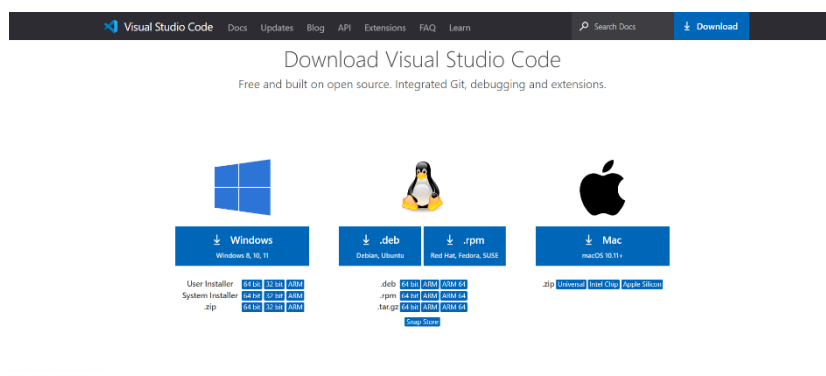 Visual Studio Code Docs Updates Blog API Extensions FAQ Learn Search Docs Download
Download Visual Studio Code
Free and built on open source. Integrated Git, debugging and extensions.
Windows
Windows 8, 10, 11
User Installer 64 bit 32 bit ARM
System Installer 64 bit 32 bit ARM
.zip 64 bit 32 bit ARM
.deb
Debian, Ubuntu
.rpm
Red Hat, Fedora, SUSE
.deb 64 bit ARM ARM 64
.rpm 64 bit ARM ARM 64
.tar.gz 64 bit ARM ARM 64
Snap Store
Mac
macOS 10.11+
.zip Universal Intel Chip Apple Silicon